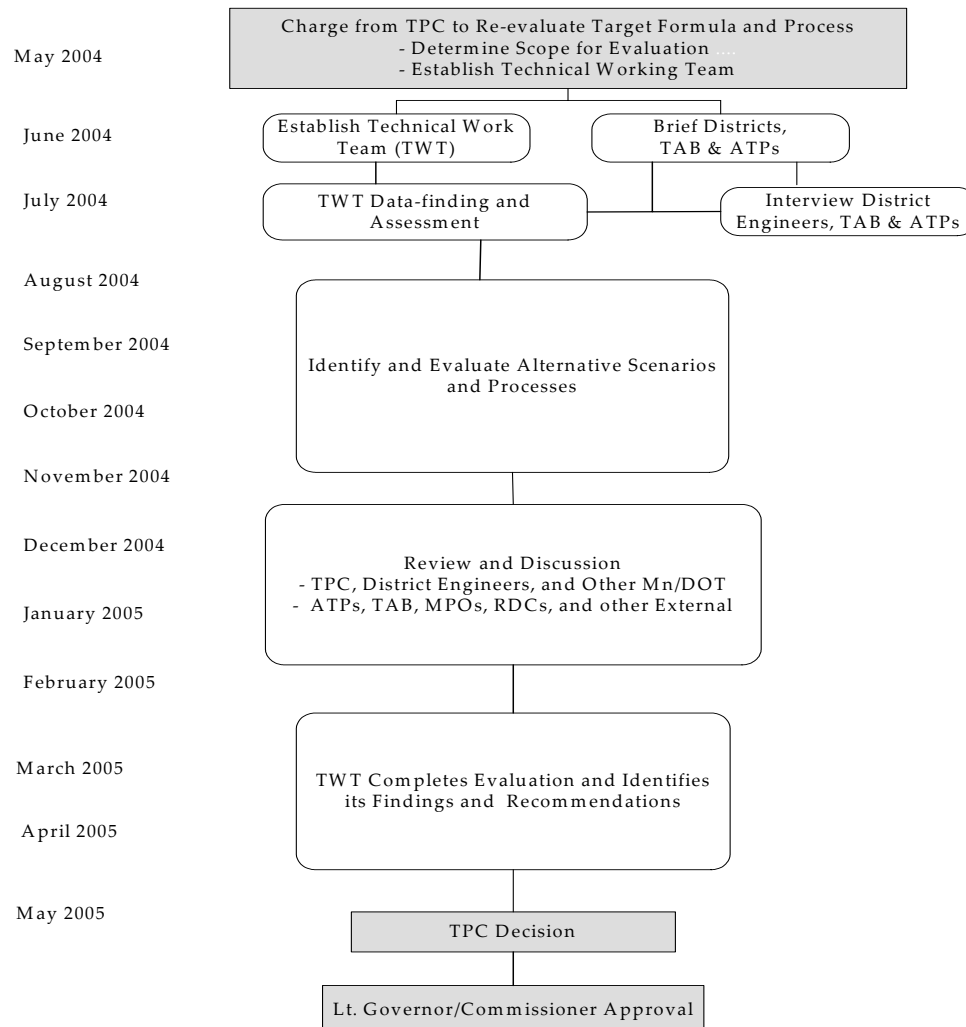 Charge from TPC to Re-evaluate Target Formula and Process
May 2004
- Determine Scope for Evaluation ....
- Establish Technical Working Team
June 2004
Establish Technical Work
Team (TWT)
Brief Districts,
TAB & ATPs
July 2004
TWT Data-finding and
Assessment
Interview District
Engineers, TAB & ATPs
August 2004
September 2004
Identify and Evaluate Alternative Scenarios
and Processes
October 2004
November 2004
December 2004
Review and Discussion
- TPC, District Engineers, and Other Mn/DOT
- ATPs, TAB, MPOs, RDCs, and other External
January 2005
February 2005
March 2005
TWT Completes Evaluation and Identifies
its Findings and Recommendations
April 2005
May 2005
TPC Decision
Lt. Governor/Commissioner Approval